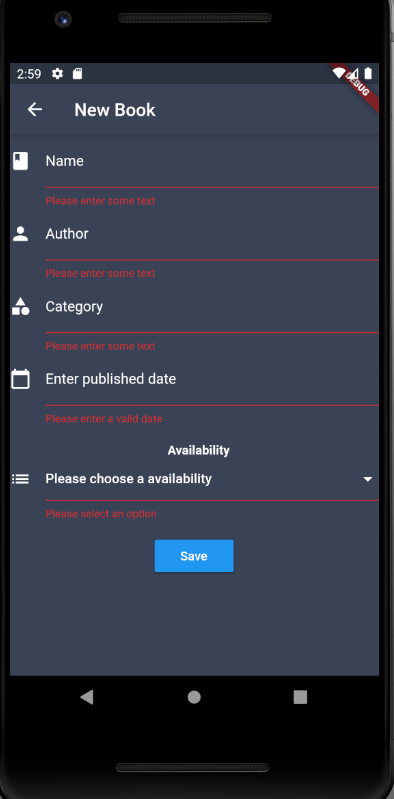 2:59
DEBUG
New Book
Name
Please enter some text
Author
Please enter some text
Category
Please enter some text
Enter published date
Please enter a valid date
Availability
Please choose a availability
Please select an option
Save